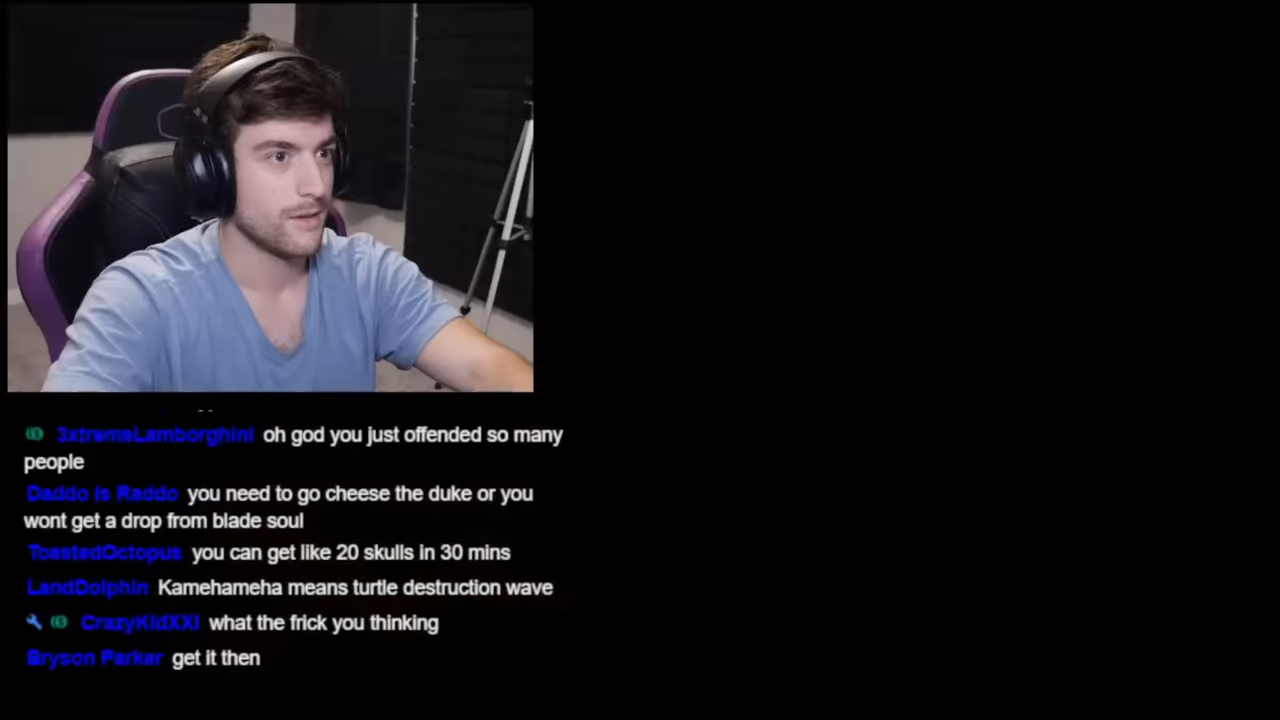 3xtremeLamborghini oh god you just offended so many
people
Daddo is Raddo you need to go cheese the duke or you
wont get a drop from blade soul
ToastedOctopus you can get like 20 skulls in 30 mins
LandDolphin Kamehameha means turtle destruction wave
CrazyKidXXI what the frick you thinking
Bryson Parker get it then